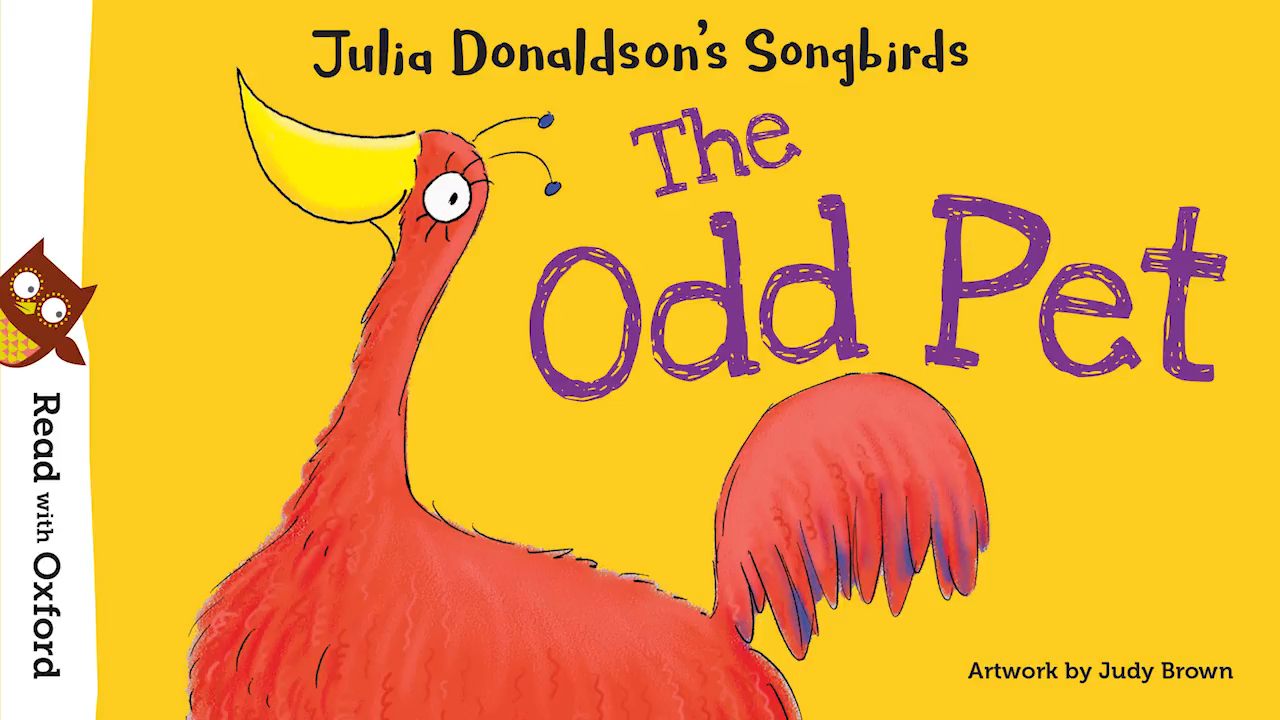 Julia Donaldson's Songbirds
The
Odd Pet
Read with Oxford
Artwork by Judy Brown